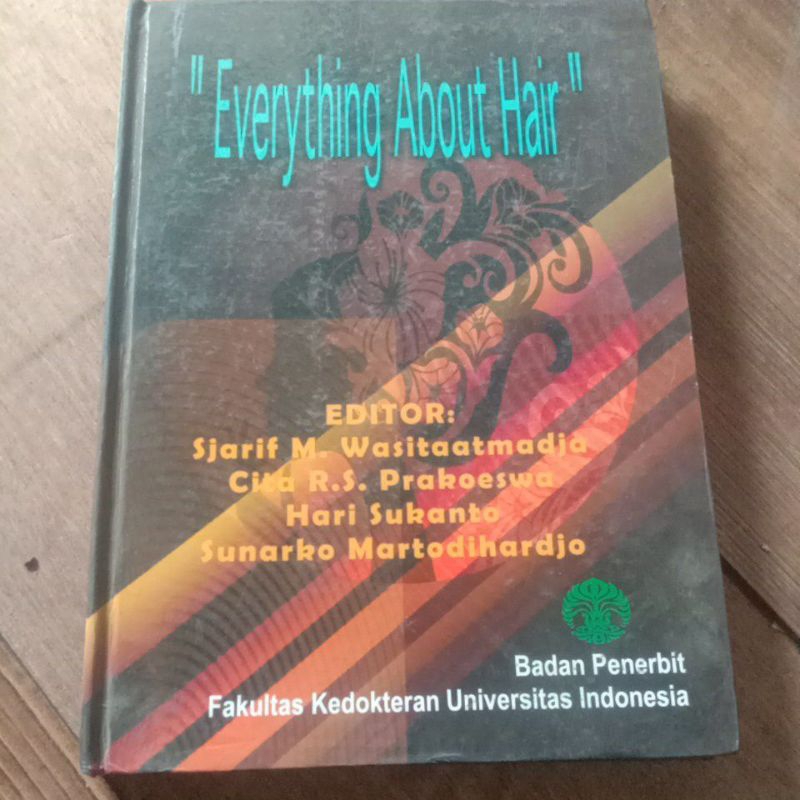 " Everything About Hair "
EDITOR:
Sjarif M. Wasitaatmadja
Cita R.S. Prakoeswa
Hari Sukanto
Sunarko Martodihardjo
Badan Penerbit
Fakultas Kedokteran Universitas Indonesia